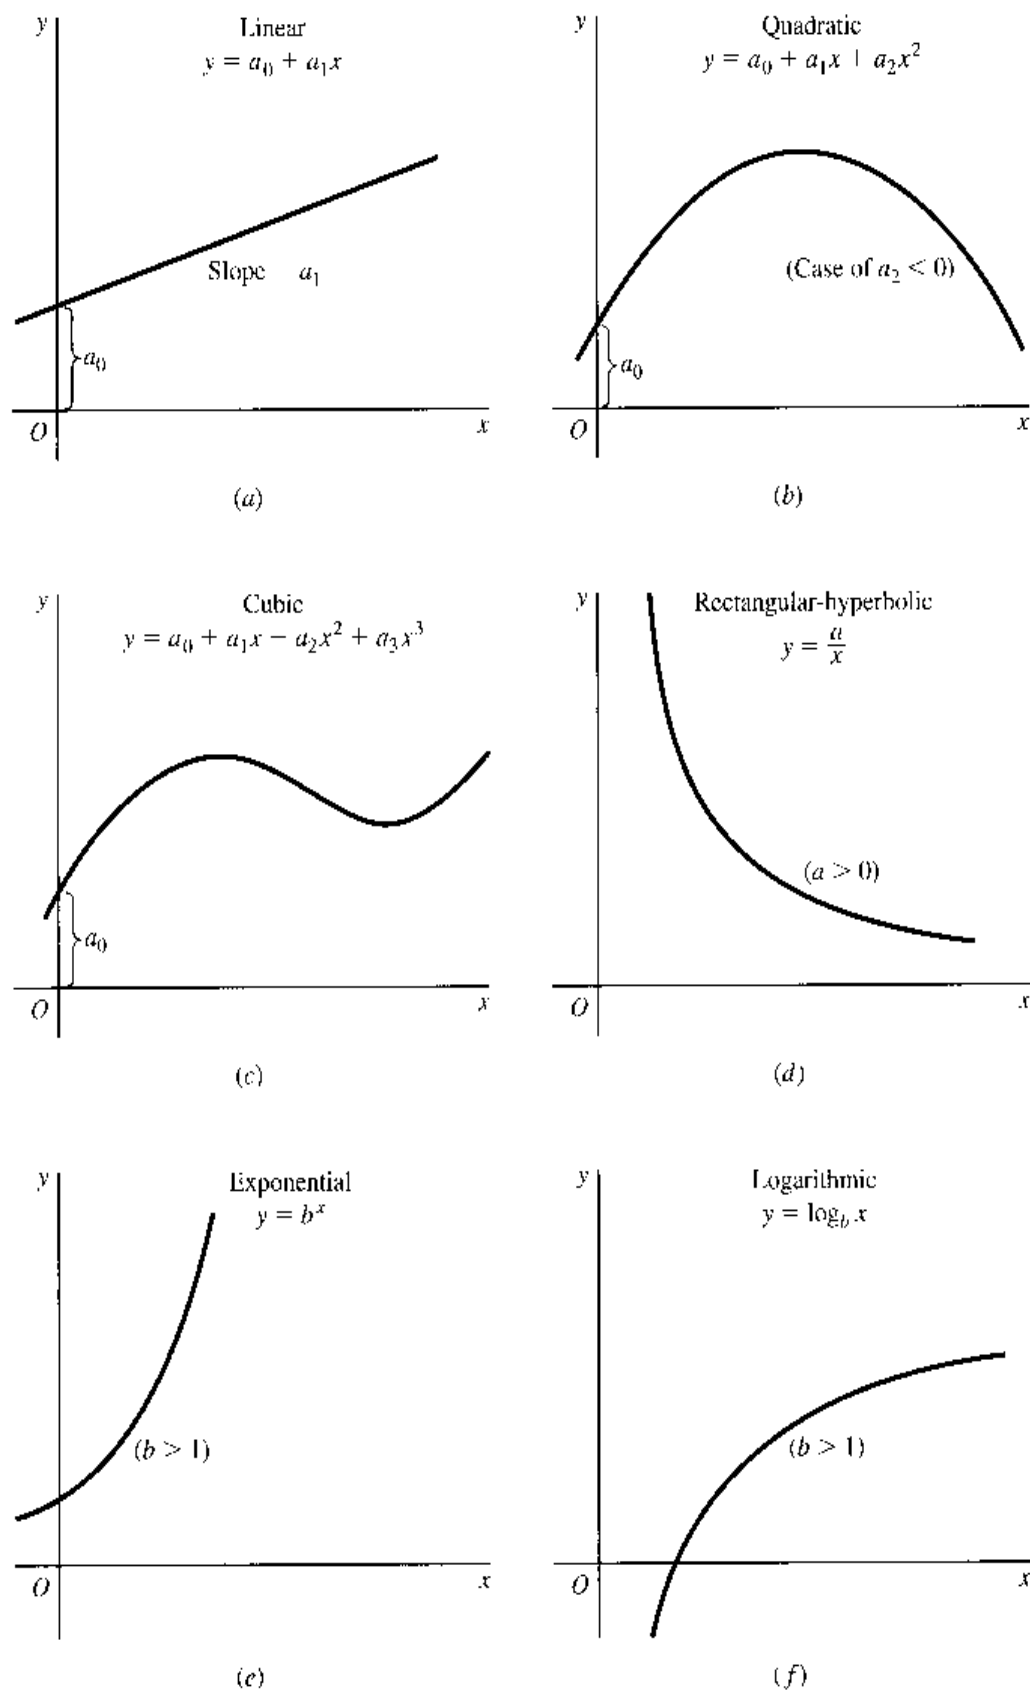 y
Linear
y = a₀ + a₁x
Slope a₁
a₀
O
x
(a)
y
Quadratic
y = a₀ + a₁x | a₂x²
(Case of a₂ < 0)
a₀
O
x
(b)
y
Cubic
y = a₀ + a₁x − a₂x² + a₃x³
a₀
O
x
(c)
y
Rectangular-hyperbolic
y = a/x
(a > 0)
O
x
(d)
y
Exponential
y = bˣ
(b > 1)
O
x
(e)
y
Logarithmic
y = log_b x
(b > 1)
O
x
(f)